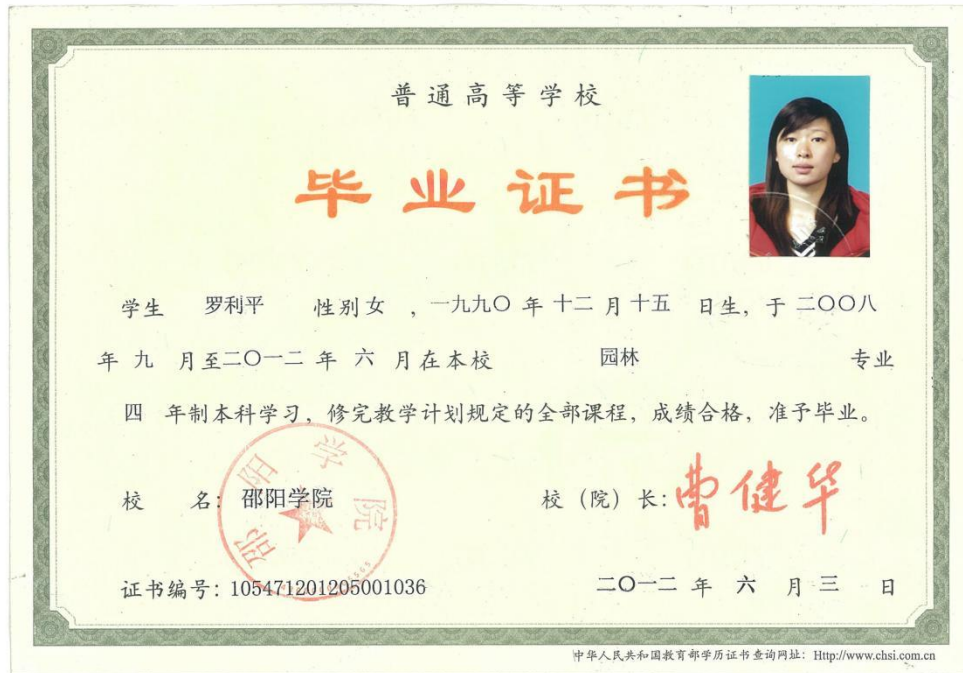 普通高等学校
毕业证书
学生 罗利平 性别女 ，一九九〇 年 十二 月 十五 日生，于 二〇〇八
年 九 月至二〇一二 年 六 月在本校 园林 专业
四 年制本科学习，修完教学计划规定的全部课程，成绩合格，准予毕业。
邵阳学院
校 名：邵阳学院 校（院）长：曹健华
证书编号：105471201205001036 二〇一二 年 六 月 三 日
中华人民共和国教育部学历证书查询网址：Http://www.chsi.com.cn